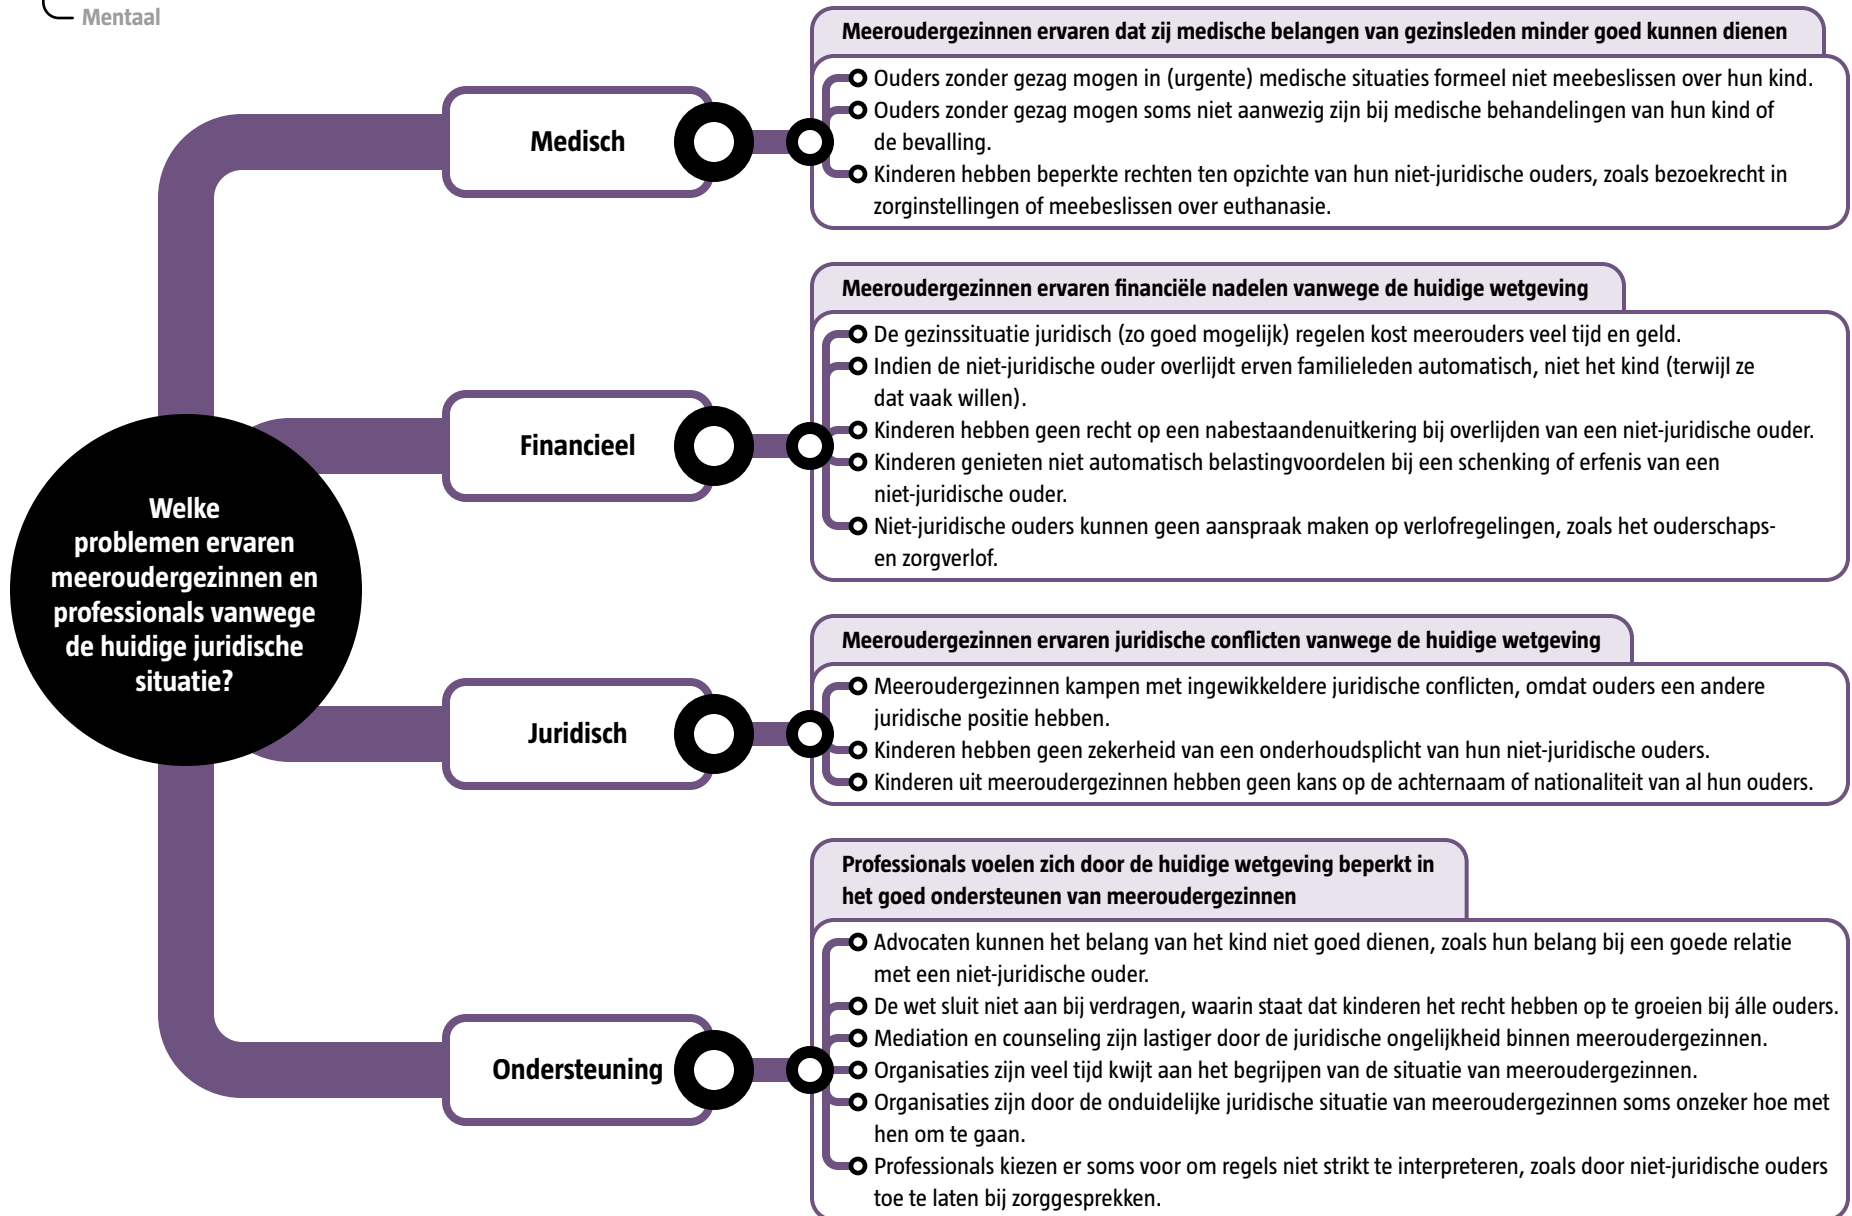 Mentaal
Welke
problemen ervaren
meeroudergezinnen en
professionals vanwege
de huidige juridische
situatie?
Medisch
Meeroudergezinnen ervaren dat zij medische belangen van gezinsleden minder goed kunnen dienen
Ouders zonder gezag mogen in (urgente) medische situaties formeel niet meebeslissen over hun kind.
Ouders zonder gezag mogen soms niet aanwezig zijn bij medische behandelingen van hun kind of
de bevalling.
Kinderen hebben beperkte rechten ten opzichte van hun niet-juridische ouders, zoals bezoekrecht in
zorginstellingen of meebeslissen over euthanasie.
Financieel
Meeroudergezinnen ervaren financiële nadelen vanwege de huidige wetgeving
De gezinssituatie juridisch (zo goed mogelijk) regelen kost meerouders veel tijd en geld.
Indien de niet-juridische ouder overlijdt erven familieleden automatisch, niet het kind (terwijl ze
dat vaak willen).
Kinderen hebben geen recht op een nabestaandenuitkering bij overlijden van een niet-juridische ouder.
Kinderen genieten niet automatisch belastingvoordelen bij een schenking of erfenis van een
niet-juridische ouder.
Niet-juridische ouders kunnen geen aanspraak maken op verlofregelingen, zoals het ouderschaps-
en zorgverlof.
Juridisch
Meeroudergezinnen ervaren juridische conflicten vanwege de huidige wetgeving
Meeroudergezinnen kampen met ingewikkeldere juridische conflicten, omdat ouders een andere
juridische positie hebben.
Kinderen hebben geen zekerheid van een onderhoudsplicht van hun niet-juridische ouders.
Kinderen uit meeroudergezinnen hebben geen kans op de achternaam of nationaliteit van al hun ouders.
Ondersteuning
Professionals voelen zich door de huidige wetgeving beperkt in
het goed ondersteunen van meeroudergezinnen
Advocaten kunnen het belang van het kind niet goed dienen, zoals hun belang bij een goede relatie
met een niet-juridische ouder.
De wet sluit niet aan bij verdragen, waarin staat dat kinderen het recht hebben op te groeien bij álle ouders.
Mediation en counseling zijn lastiger door de juridische ongelijkheid binnen meeroudergezinnen.
Organisaties zijn veel tijd kwijt aan het begrijpen van de situatie van meeroudergezinnen.
Organisaties zijn door de onduidelijke juridische situatie van meeroudergezinnen soms onzeker hoe met
hen om te gaan.
Professionals kiezen er soms voor om regels niet strikt te interpreteren, zoals door niet-juridische ouders
toe te laten bij zorggesprekken.